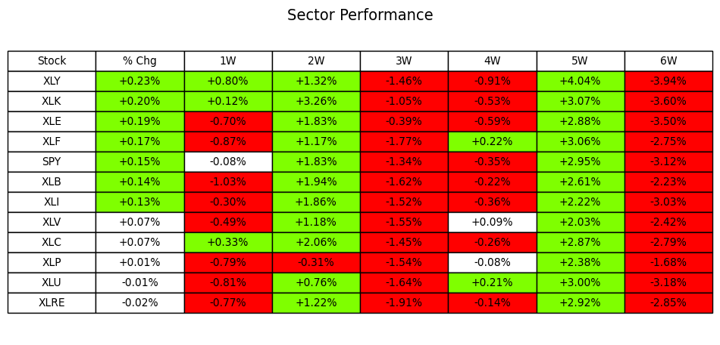 Sector Performance
Stock % Chg 1W 2W 3W 4W 5W 6W
XLY +0.23% +0.80% +1.32% -1.46% -0.91% +4.04% -3.94%
XLK +0.20% +0.12% +3.26% -1.05% -0.53% +3.07% -3.60%
XLE +0.19% -0.70% +1.83% -0.39% -0.59% +2.88% -3.50%
XLF +0.17% -0.87% +1.17% -1.77% +0.22% +3.06% -2.75%
SPY +0.15% -0.08% +1.83% -1.34% -0.35% +2.95% -3.12%
XLB +0.14% -1.03% +1.94% -1.62% -0.22% +2.61% -2.23%
XLI +0.13% -0.30% +1.86% -1.52% -0.36% +2.22% -3.03%
XLV +0.07% -0.49% +1.18% -1.55% +0.09% +2.03% -2.42%
XLC +0.07% +0.33% +2.06% -1.45% -0.26% +2.87% -2.79%
XLP +0.01% -0.79% -0.31% -1.54% -0.08% +2.38% -1.68%
XLU -0.01% -0.81% +0.76% -1.64% +0.21% +3.00% -3.18%
XLRE -0.02% -0.77% +1.22% -1.91% -0.14% +2.92% -2.85%